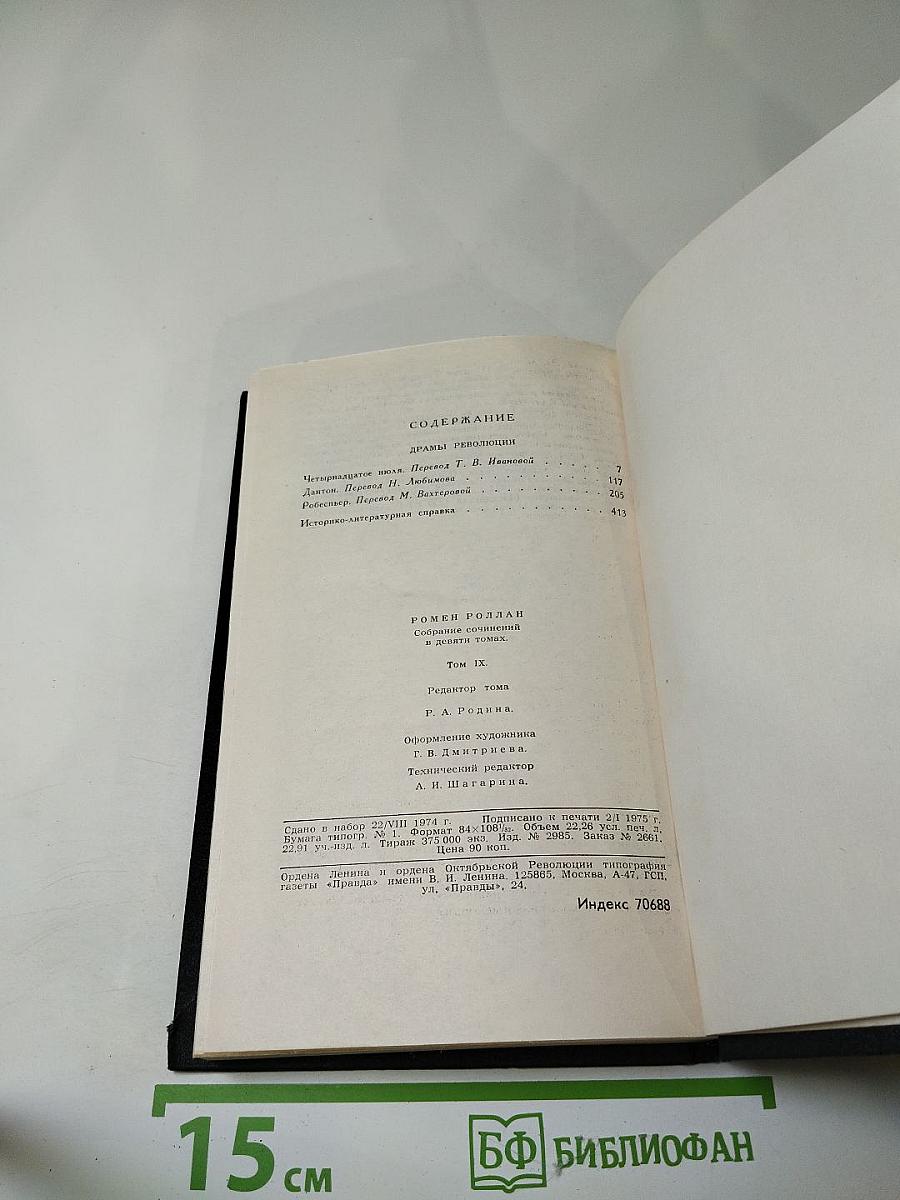 СОДЕРЖАНИЕ
ДРАМЫ РЕВОЛЮЦИИ
Четырнадцатое июля. Перевод Т. В. Ивановой . . . . . 7
Дантон. Перевод Н. Любимова . . . . . . . . . 117
Робеспьер. Перевод М. Вахтеровой . . . . . . . . 205
Историко-литературная справка . . . . . . . . . 413
РОМЕН РОЛЛАН
Собрание сочинений
в девяти томах.
Том IX.
Редактор тома
Р. А. Родина.
Оформление художника
Г. В. Дмитриева.
Технический редактор
А. И. Шагарина.
Сдано в набор 22/VIII 1974 г. Подписано к печати 2/I 1975 г.
Бумага типогр. № 1. Формат 84×108¹/₃₂. Объем 22,26 усл. печ. л.
22,91 уч.-изд. л. Тираж 375 000 экз. Изд. № 2985. Заказ № 2661.
Цена 90 коп.
Ордена Ленина и ордена Октябрьской Революции типография
газеты «Правда» имени В. И. Ленина. 125865, Москва, А-47, ГСП,
ул. «Правды», 24.
Индекс 70688
15 см
БФ БИБЛИОФАН